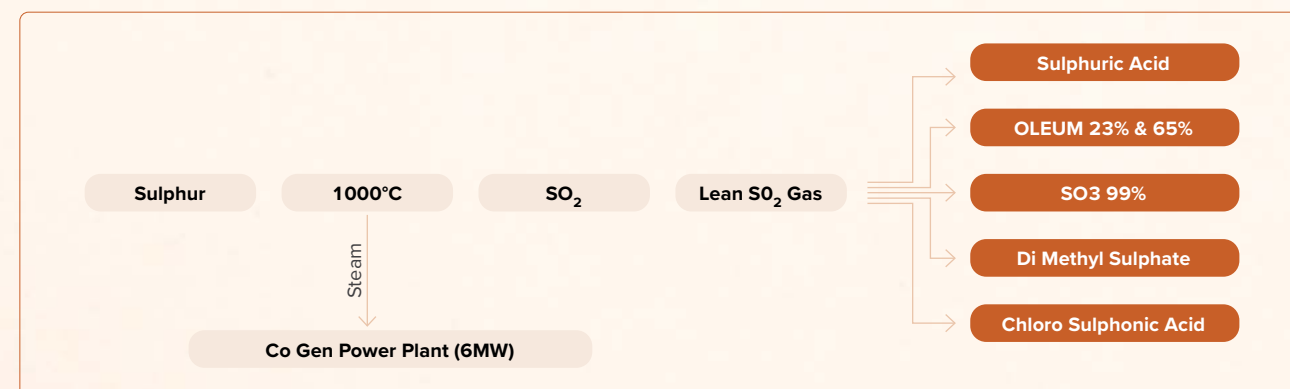 Sulphuric Acid
OLEUM 23% & 65%
Sulphur
1000°C
SO₂
Lean S0₂ Gas
SO3 99%
Steam
Di Methyl Sulphate
Chloro Sulphonic Acid
Co Gen Power Plant (6MW)